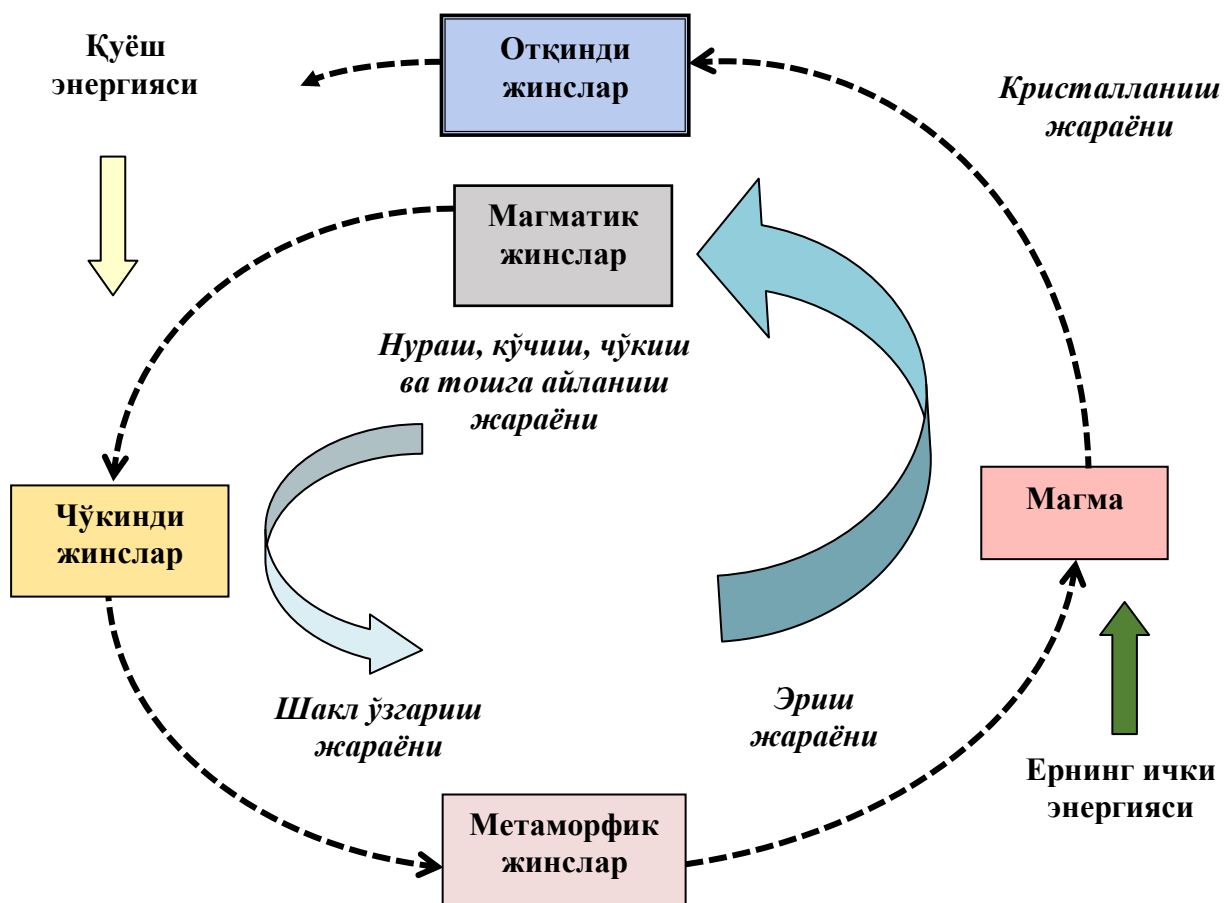 Қуёш
энергияси
Отқинди
жинслар
Кристалланиш
жараёни
Магматик
жинслар
Нураш, кўчиш, чўкиш
ва тошга айланиш
жараёни
Чўкинди
жинслар
Магма
Шакл ўзгариш
жараёни
Эриш
жараёни
Ернинг ички
энергияси
Метаморфик
жинслар